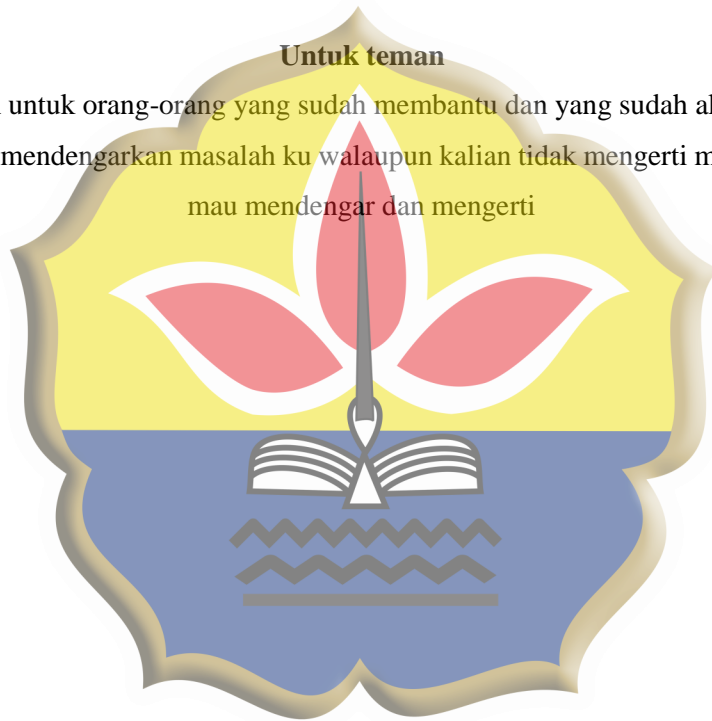 Untuk teman
untuk orang-orang yang sudah membantu dan yang sudah
mendengarkan masalah ku walaupun kalian tidak mengerti
mau mendengar dan mengerti